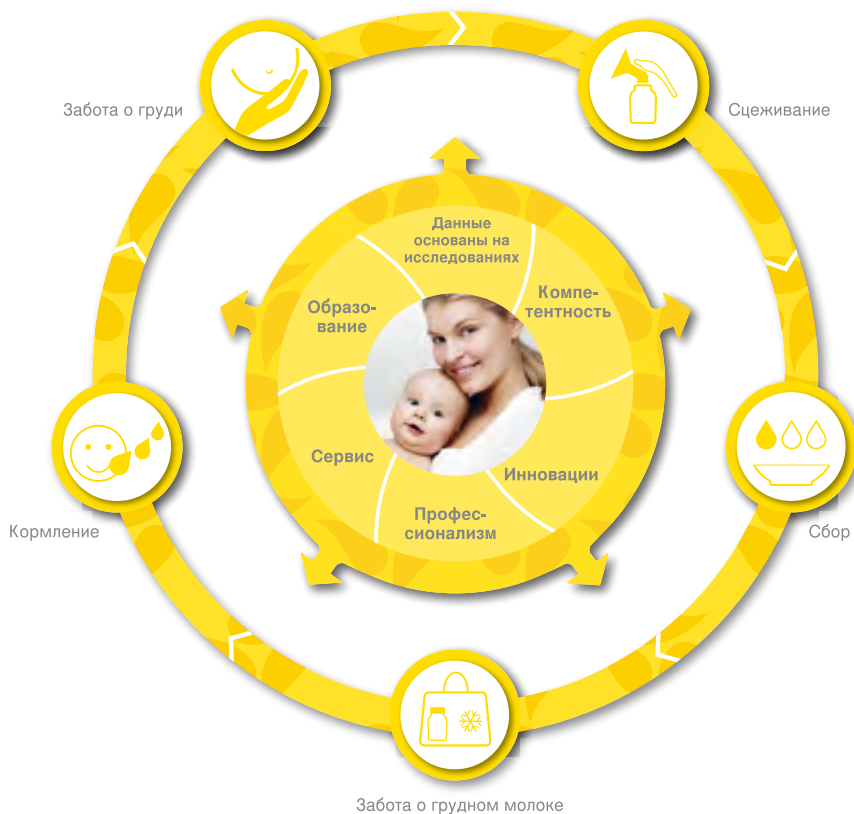 Забота о груди
Сцеживание
Данные
основаны на
исследованиях
Компе-
тентность
Образо-
вание
Сервис
Инновации
Профес-
сионализм
Кормление
Сбор
Забота о грудном молоке